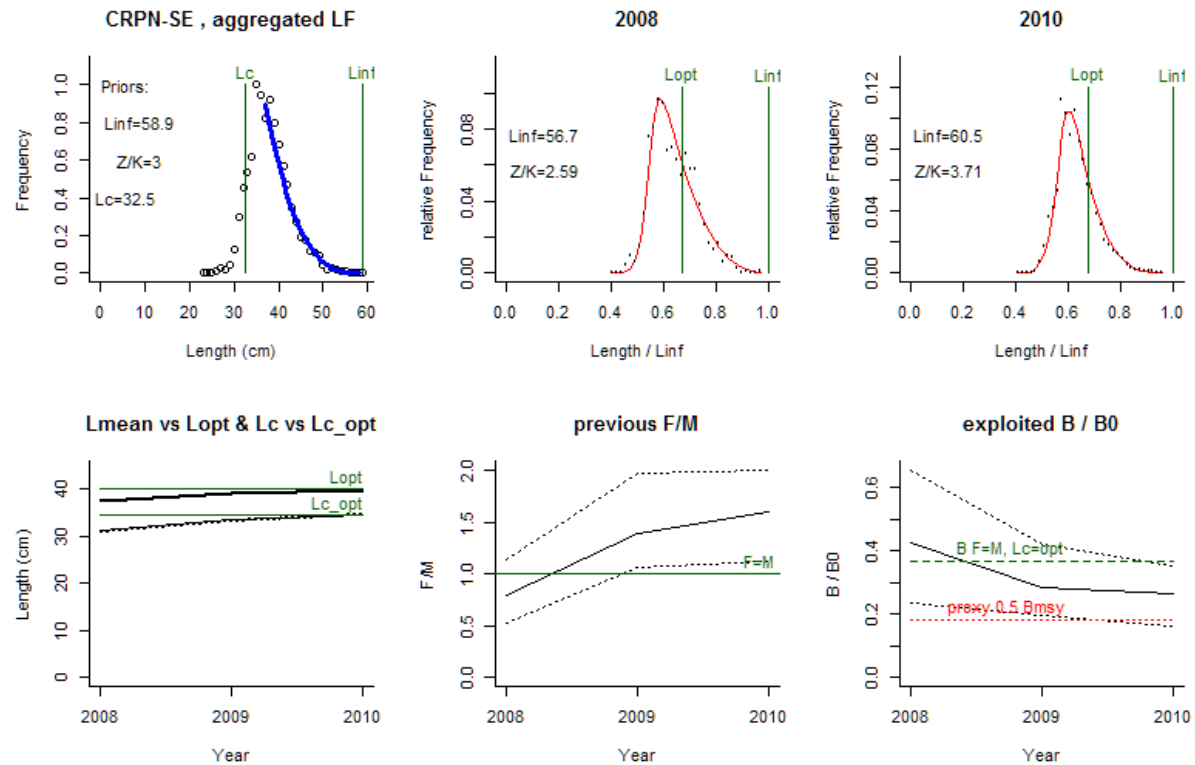 CRPN-SE , aggregated LF
Frequency
0.0 0.2 0.4 0.6 0.8 1.0
Priors:
Linf=58.9
Z/K=3
Lc=32.5
Lc
Linf
0 10 20 30 40 50 60
Length (cm)
2008
relative Frequency
0.00 0.04 0.08
Linf=56.7
Z/K=2.59
Lopt
Linf
0.0 0.2 0.4 0.6 0.8 1.0
Length / Linf
2010
relative Frequency
0.00 0.04 0.08 0.12
Linf=60.5
Z/K=3.71
Lopt
Linf
0.0 0.2 0.4 0.6 0.8 1.0
Length / Linf
Lmean vs Lopt & Lc vs Lc_opt
Length (cm)
0 10 20 30 40
Lopt
Lc_opt
2008 2009 2010
Year
previous F/M
F/M
0.0 0.5 1.0 1.5 2.0
F=M
2008 2009 2010
Year
exploited B / B0
B / B0
0.0 0.2 0.4 0.6
B F=M, Lc=opt
proxy 0.5 Bmsy
2008 2009 2010
Year